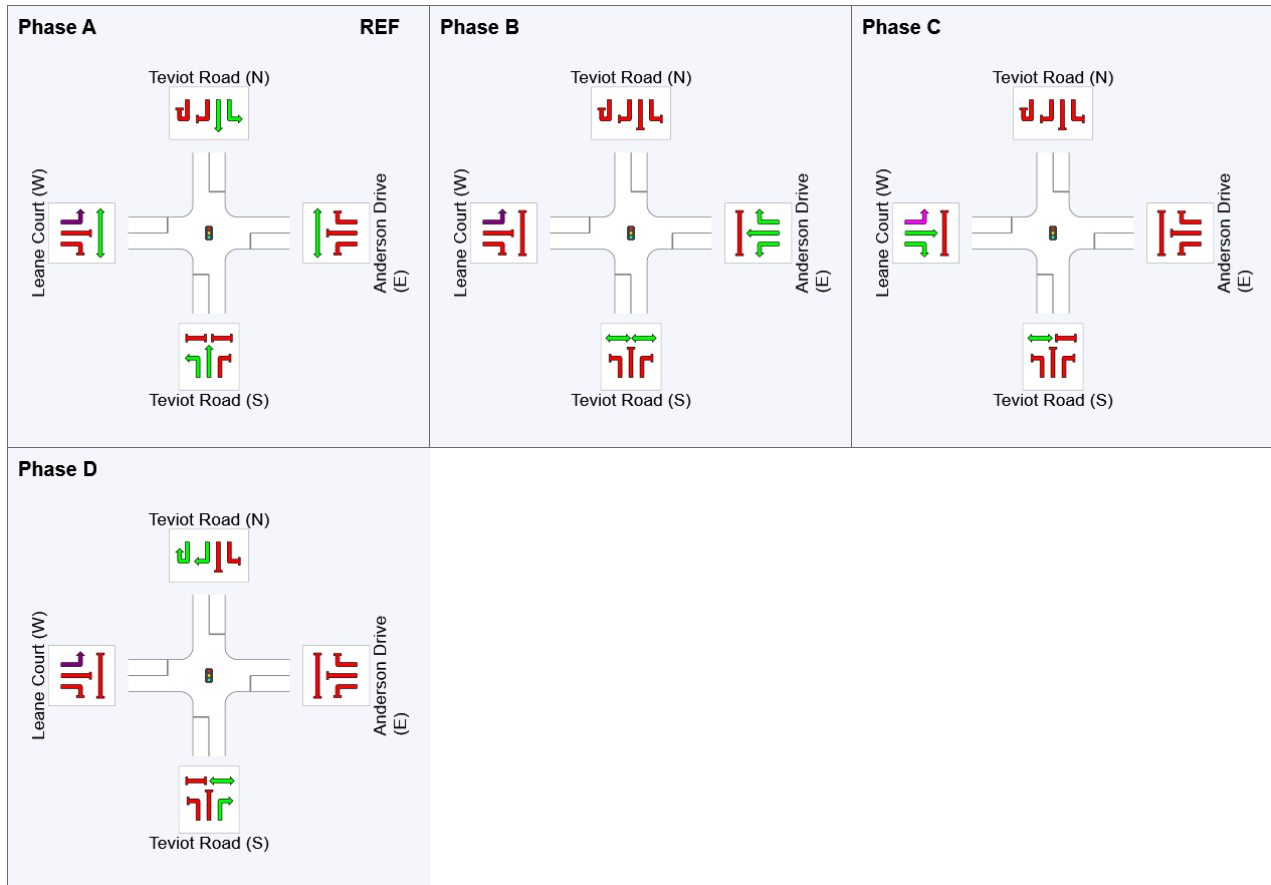 Phase A REF
Teviot Road (N)
Leane Court (W)
Anderson Drive
(E)
Teviot Road (S)
Phase B
Teviot Road (N)
Leane Court (W)
Anderson Drive
(E)
Teviot Road (S)
Phase C
Teviot Road (N)
Leane Court (W)
Anderson Drive
(E)
Teviot Road (S)
Phase D
Teviot Road (N)
Leane Court (W)
Anderson Drive
(E)
Teviot Road (S)